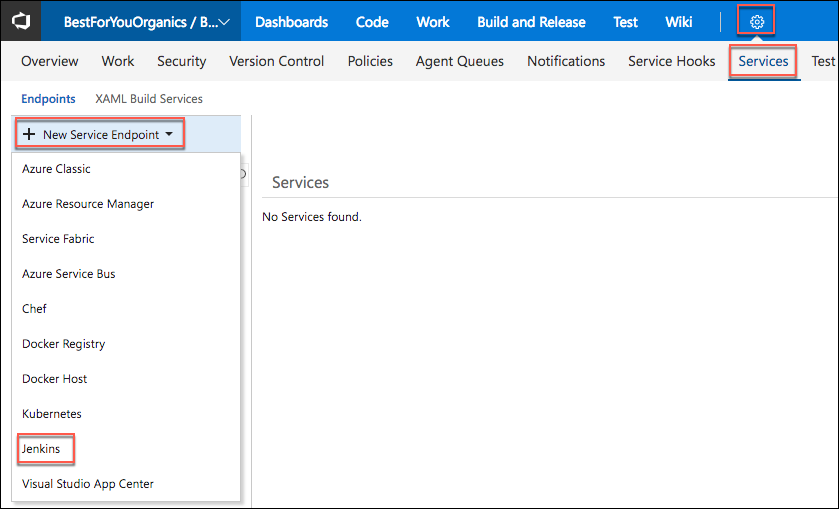 BestForYouOrganics / B... Dashboards Code Work Build and Release Test Wiki
Overview Work Security Version Control Policies Agent Queues Notifications Service Hooks Services Test
Endpoints XAML Build Services
+ New Service Endpoint
Azure Classic
Azure Resource Manager
Services
Service Fabric
No Services found.
Azure Service Bus
Chef
Docker Registry
Docker Host
Kubernetes
Jenkins
Visual Studio App Center